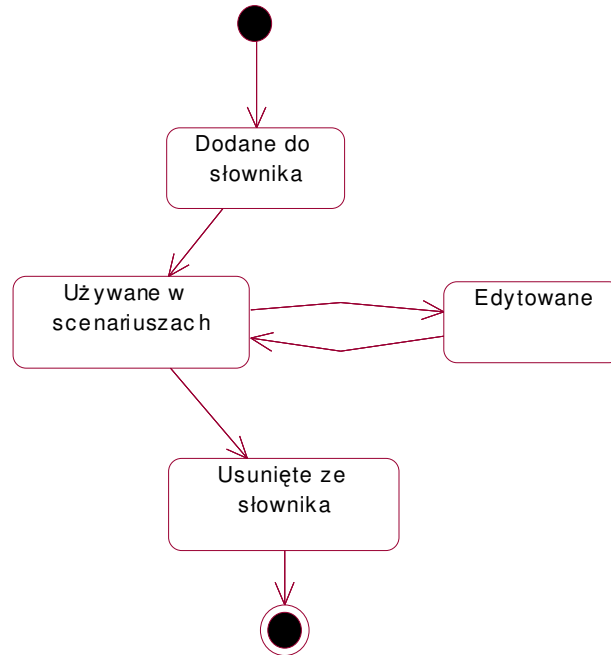 Dodane do
słownika
Używane w
scenariuszach
Edytowane
Usunięte ze
słownika